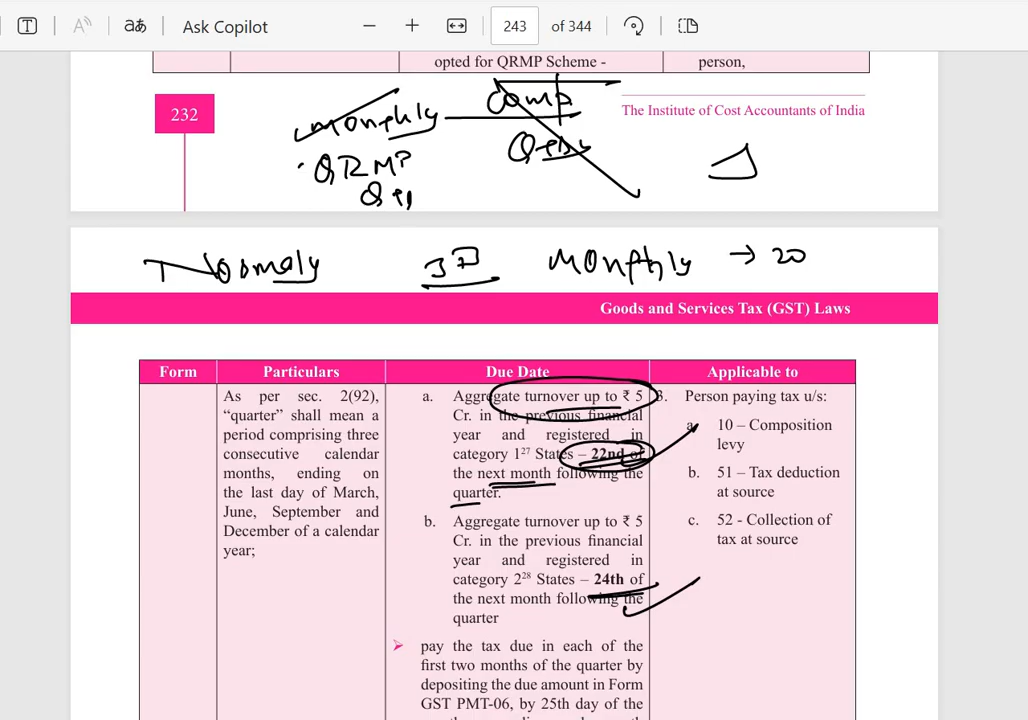 Ask Copilot
243 of 344
opted for QRMP Scheme -
person,
232
The Institute of Cost Accountants of India
Monthly
Comp
QRMP
Normaly 3B Monthly → 20
Goods and Services Tax (GST) Laws
Form Particulars Due Date Applicable to
As per sec. 2(92),
“quarter” shall mean a
period comprising three
consecutive calendar
months, ending on
the last day of March,
June, September and
December of a calendar
year;
a. Aggregate turnover up to ₹ 5
Cr. in the previous financial
year and registered in
category 1²⁷ States – 22nd of
the next month following the
quarter.
b. Aggregate turnover up to ₹ 5
Cr. in the previous financial
year and registered in
category 2²⁸ States – 24th of
the next month following the
quarter
➢ pay the tax due in each of the
first two months of the quarter by
depositing the due amount in Form
GST PMT-06, by 25th day of the
3. Person paying tax u/s:
a. 10 – Composition
levy
b. 51 – Tax deduction
at source
c. 52 - Collection of
tax at source